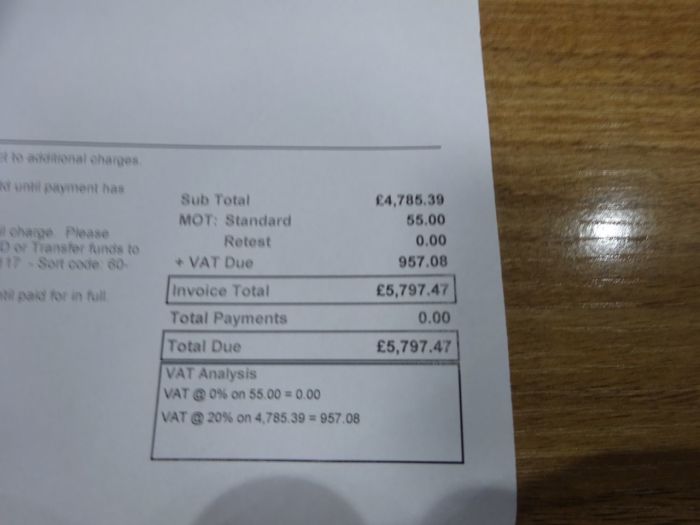 ct to additional charges.
until payment has
charge. Please
D or Transfer funds to
17 - Sort code: 60-
until paid for in full.
Sub Total £4,785.39
MOT: Standard 55.00
Retest 0.00
+ VAT Due 957.08
Invoice Total £5,797.47
Total Payments 0.00
Total Due £5,797.47
VAT Analysis
VAT @ 0% on 55.00 = 0.00
VAT @ 20% on 4,785.39 = 957.08